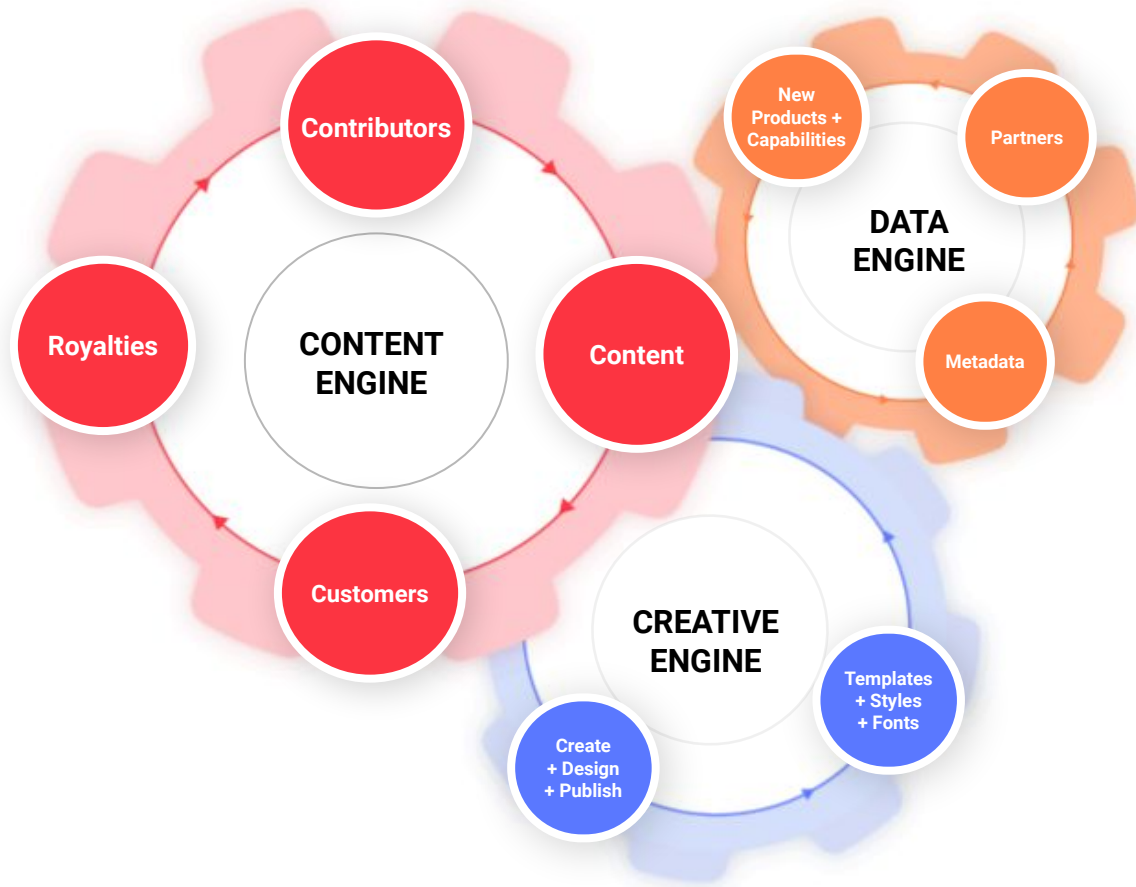 Contributors
Royalties
CONTENT
ENGINE
Content
Customers
New
Products +
Capabilities
Partners
DATA
ENGINE
Metadata
CREATIVE
ENGINE
Templates
+ Styles
+ Fonts
Create
+ Design
+ Publish